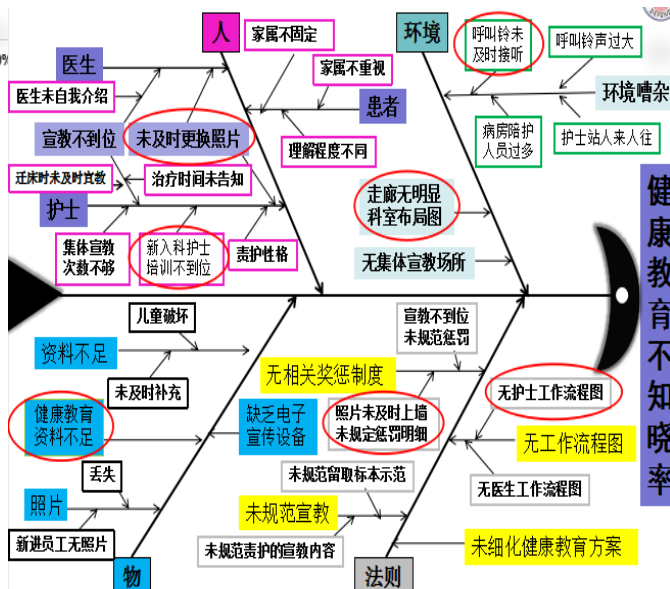 人
家属不固定
环境
呼叫铃未
及时接听
呼叫铃声过大
医生
家属不重视
环境嘈杂
医生未自我介绍
患者
宣教不到位
未及时更换照片
理解程度不同
病房陪护
人员过多
护士站人来人往
迁床时未及时宣教
治疗时间未告知
护士
走廊无明显
科室布局图
集体宣教
次数不够
新入科护士
培训不到位
责护性格
无集体宣教场所
健康教育不知晓率
儿童破坏
宣教不到位
未规范惩罚
资料不足
无相关奖惩制度
未及时补充
无护士工作流程图
健康教育
资料不足
缺乏电子
宣传设备
照片未及时上墙
未规定惩罚明细
无工作流程图
丢失
未规范留取标本示范
无医生工作流程图
照片
未规范宣教
新进员工无照片
未规范责护的宣教内容
未细化健康教育方案
物
法则